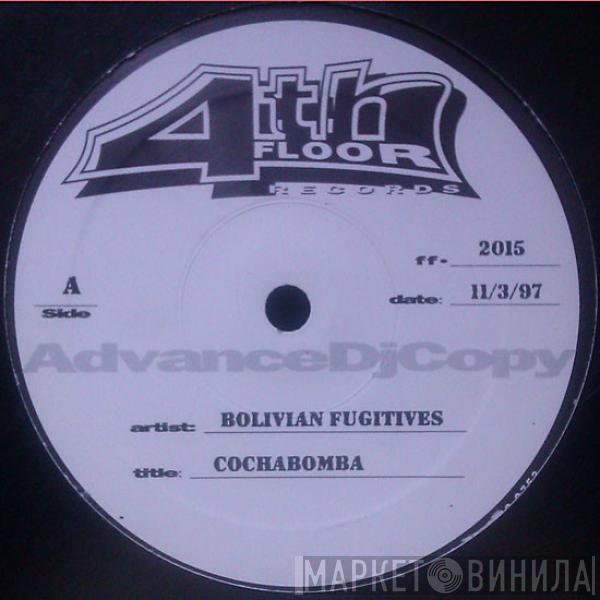 4th
FLOOR
RECORDS
ff- 2015
A
Side
date: 11/3/97
AdvanceDjCopy
artist: BOLIVIAN FUGITIVES
title: COCHABOMBA
МАРКЕТ ВИНИЛА